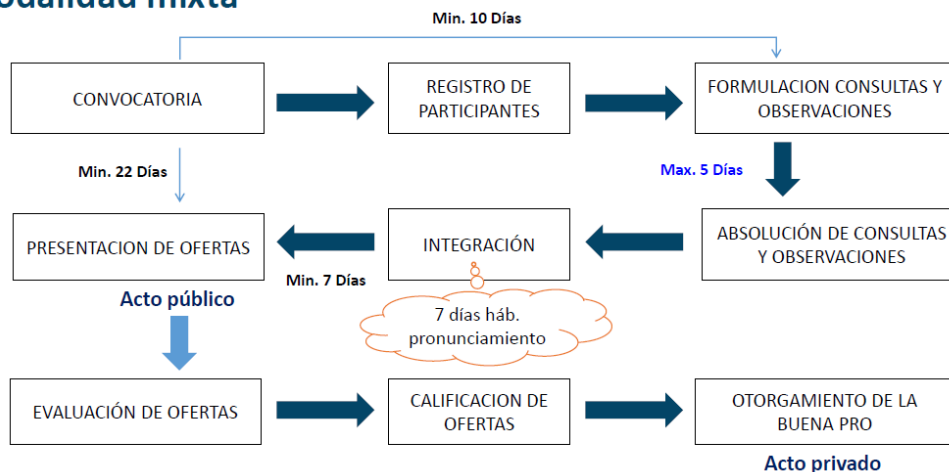 odalidad mixta
Min. 10 Días
CONVOCATORIA
REGISTRO DE
PARTICIPANTES
FORMULACION CONSULTAS Y
OBSERVACIONES
Min. 22 Días
Max. 5 Días
PRESENTACION DE OFERTAS
INTEGRACIÓN
ABSOLUCIÓN DE CONSULTAS
Y OBSERVACIONES
Min. 7 Días
Acto público
7 días háb.
pronunciamiento
EVALUACIÓN DE OFERTAS
CALIFICACION DE
OFERTAS
OTORGAMIENTO DE LA
BUENA PRO
Acto privado